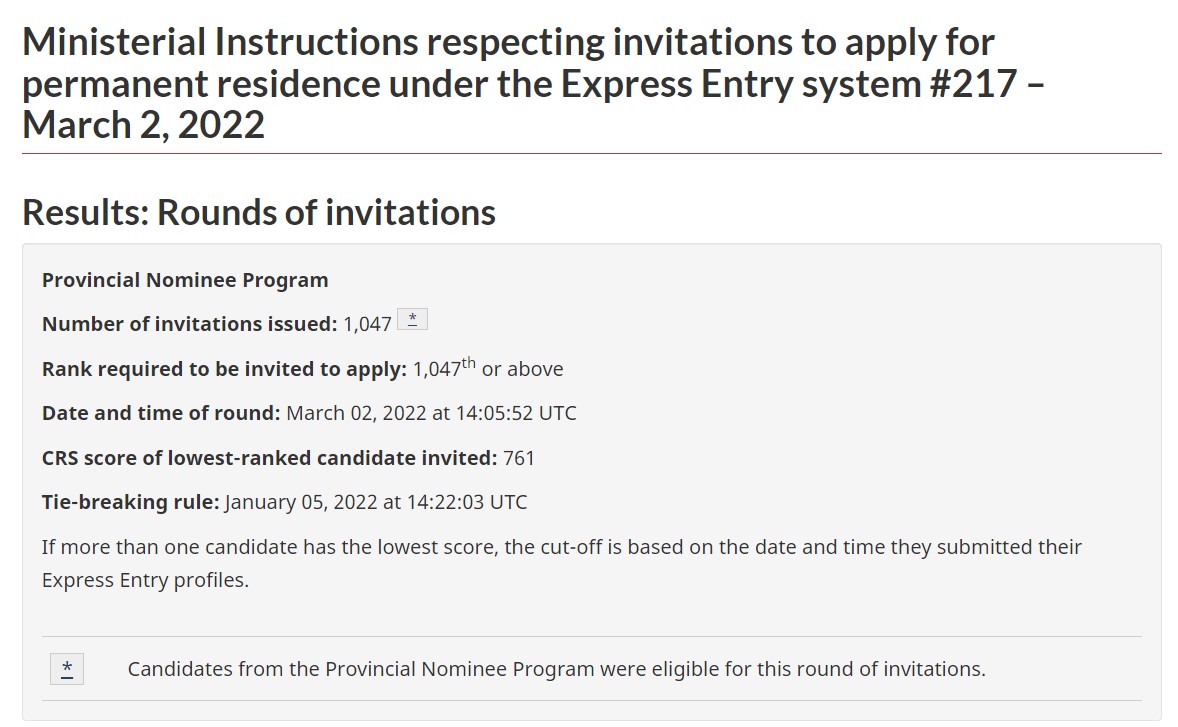 Ministerial Instructions respecting invitations to apply for
permanent residence under the Express Entry system #217 –
March 2, 2022
Results: Rounds of invitations
Provincial Nominee Program
Number of invitations issued: 1,047 *
Rank required to be invited to apply: 1,047th or above
Date and time of round: March 02, 2022 at 14:05:52 UTC
CRS score of lowest-ranked candidate invited: 761
Tie-breaking rule: January 05, 2022 at 14:22:03 UTC
If more than one candidate has the lowest score, the cut-off is based on the date and time they submitted their
Express Entry profiles.
* Candidates from the Provincial Nominee Program were eligible for this round of invitations.